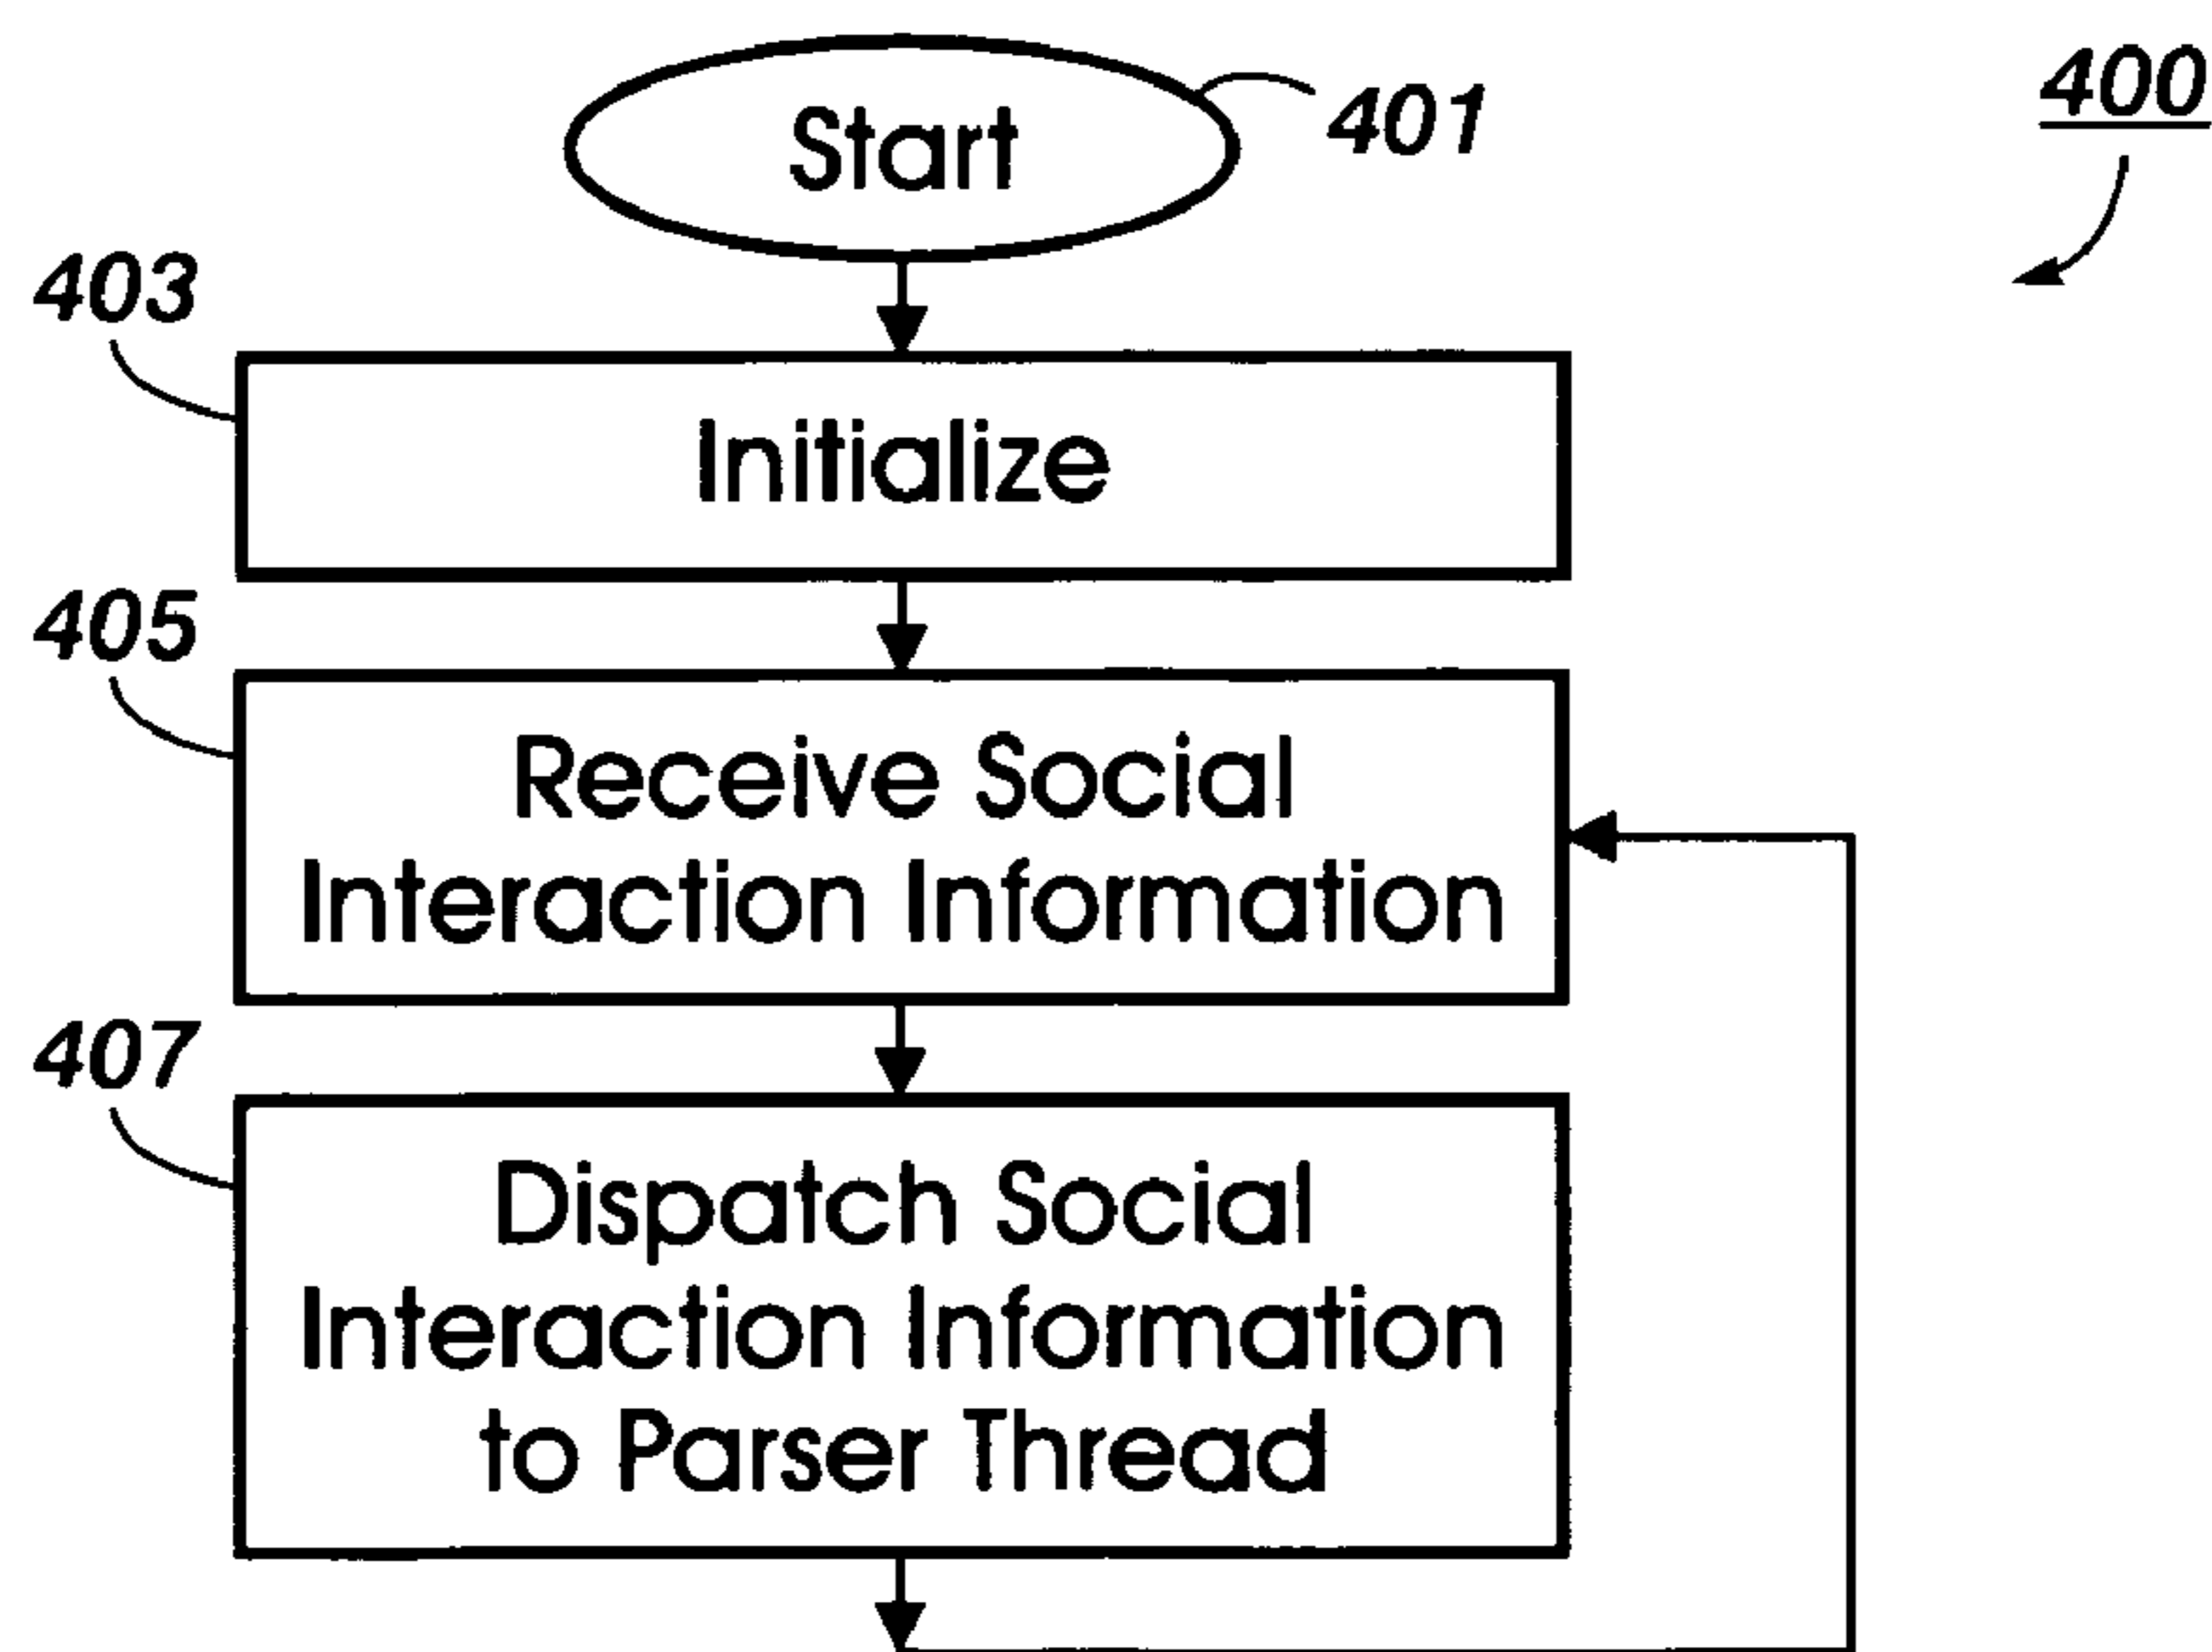 400
Start
401
403
Initialize
405
Receive Social
Interaction Information
407
Dispatch Social
Interaction Information
to Parser Thread